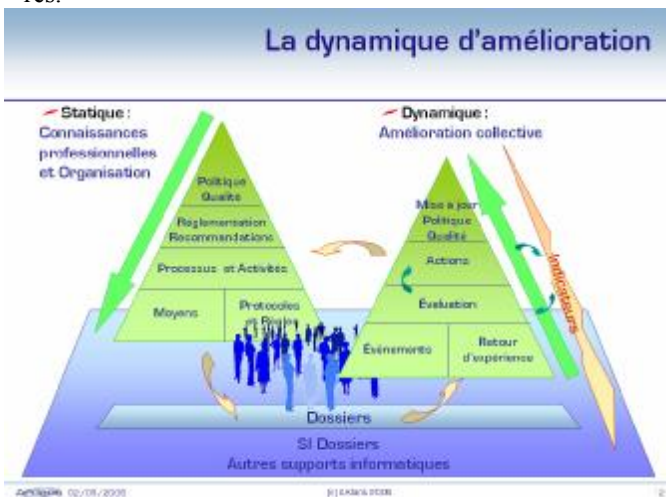 res.
La dynamique d'amélioration
Statique :
Connaissances
professionnelles
et Organisation
Dynamique :
Amélioration collective
Politique
Qualité
Réglementation
Recommandations
Processus et Activités
Moyens
Protocoles
et Règles
Mise à jour
Politique
Qualité
Actions
Évaluation
Événements
Retour
d'expérience
Indicateurs
Dossiers
SI Dossiers
Autres supports informatiques
2